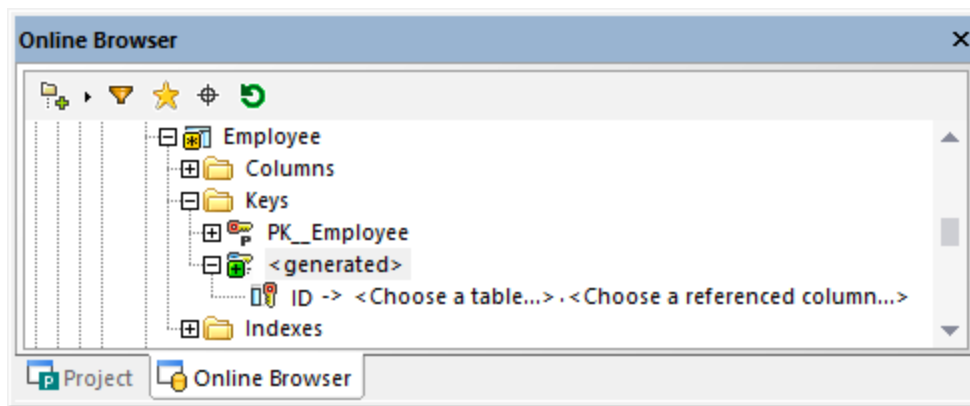 Online Browser
Employee
Columns
Keys
PK__Employee
<generated>
ID -> <Choose a table...>.<Choose a referenced column...>
Indexes
Project Online Browser